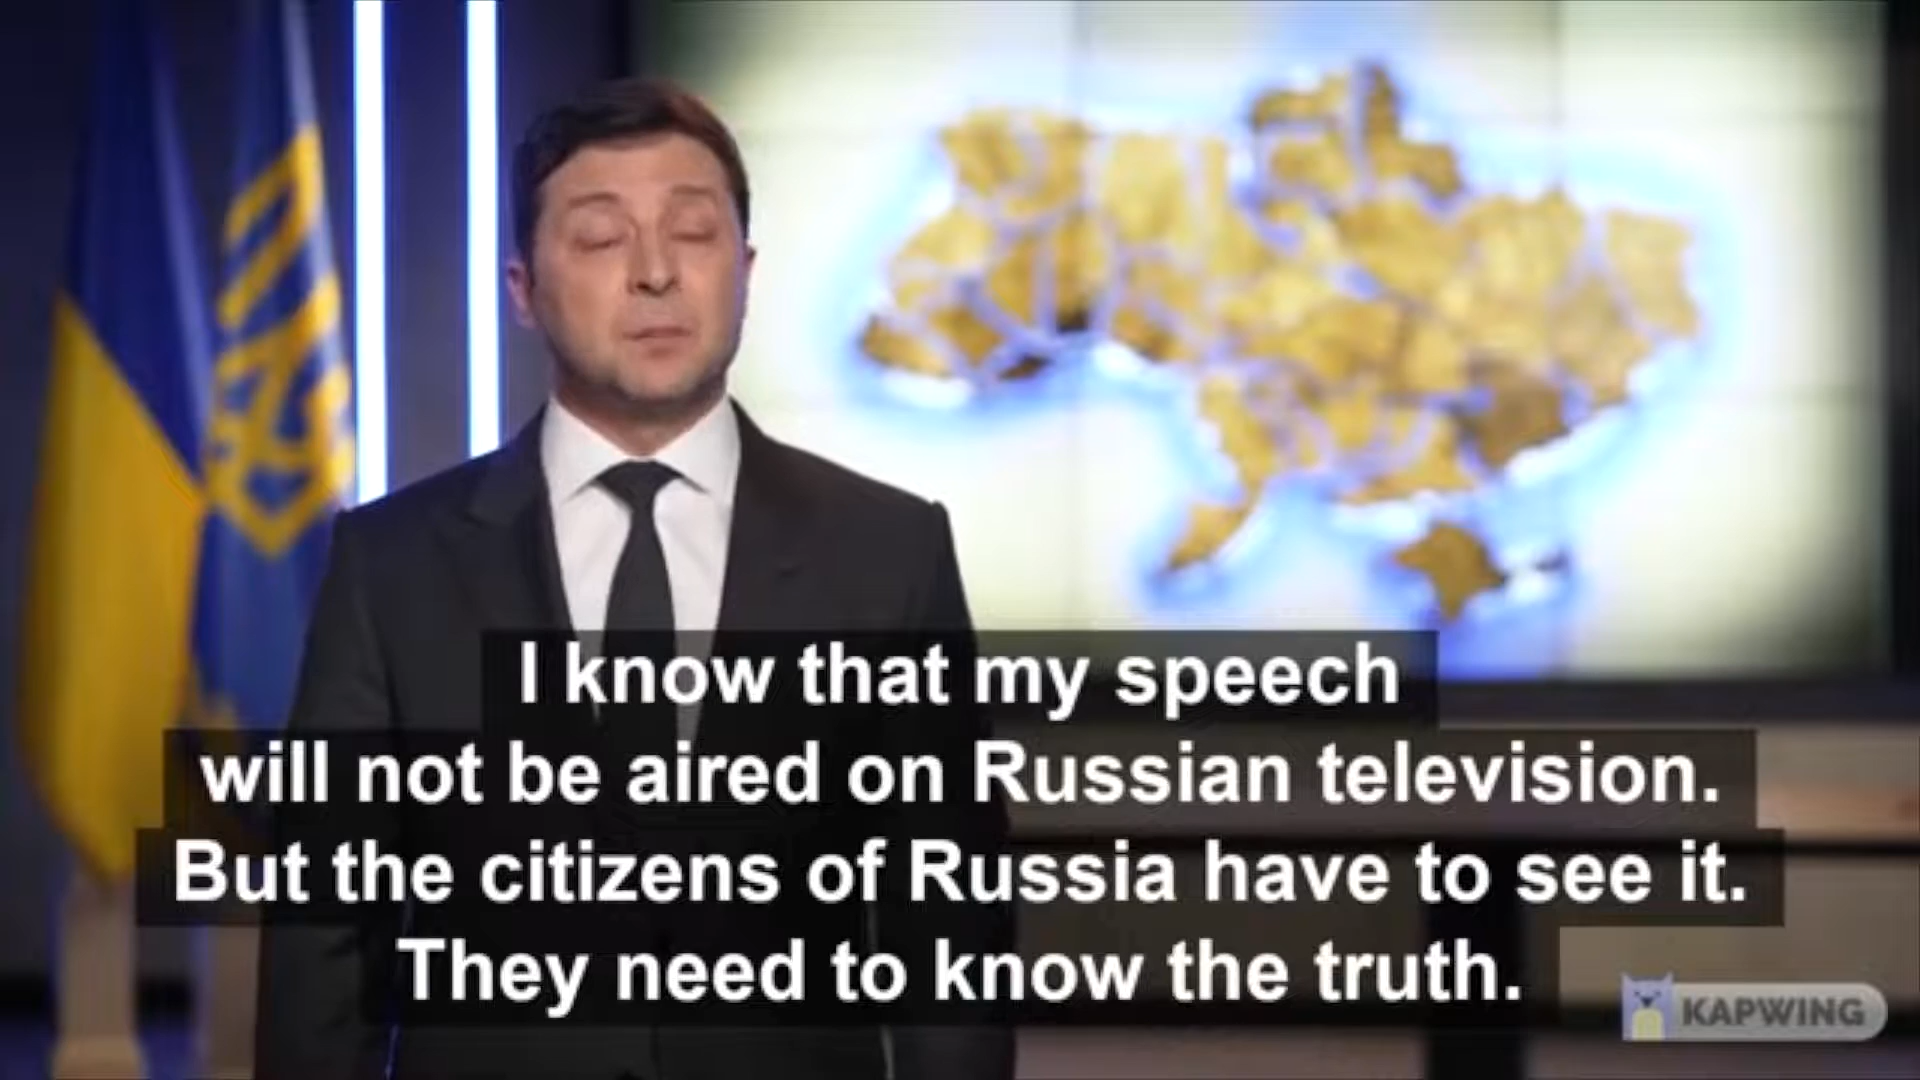 I know that my speech
will not be aired on Russian television.
But the citizens of Russia have to see it.
They need to know the truth.
KAPWING